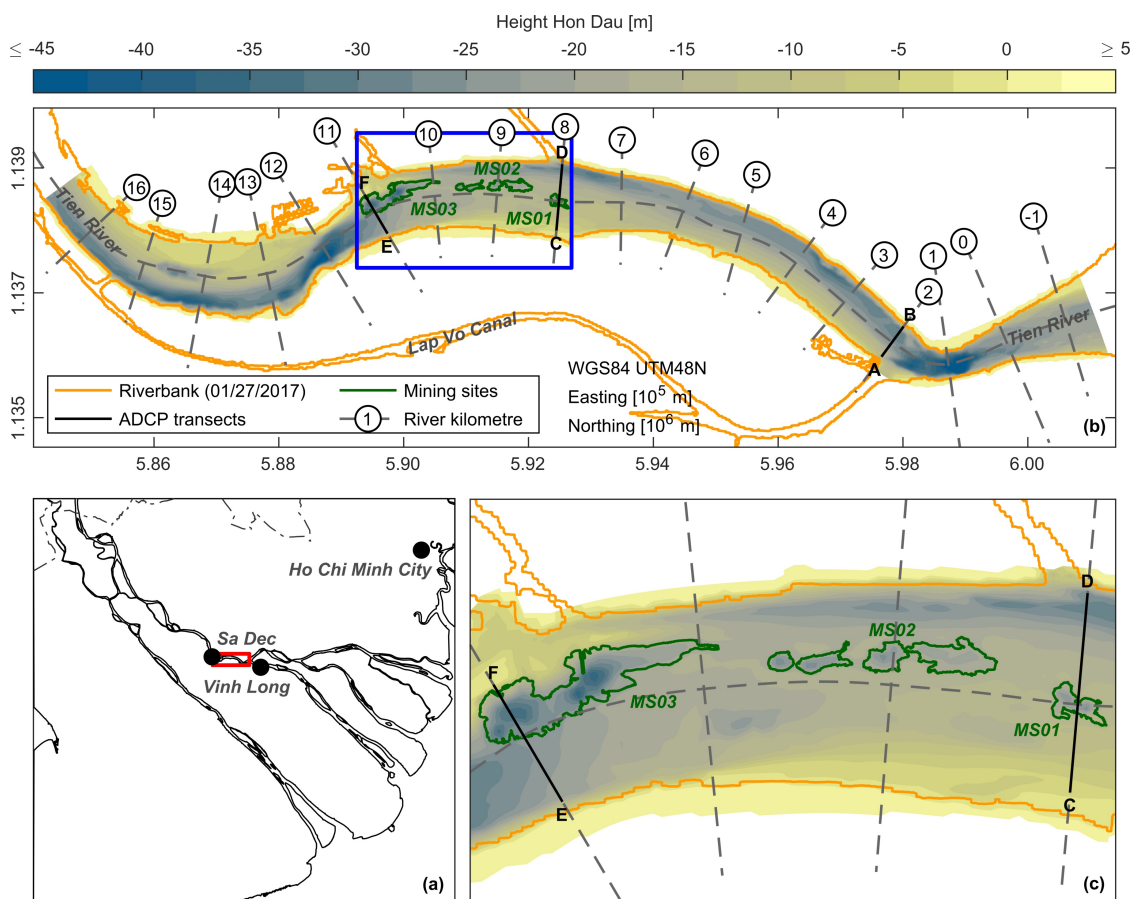 Height Hon Dau [m]
≤ -45 -40 -35 -30 -25 -20 -15 -10 -5 0 ≥ 5
1.139
1.137
1.135
16 15 14 13 12 11 10 9 8 7 6 5 4 3 2 1 0 -1
Tien River
F
E
D
C
MS02
MS03
MS01
B
A
Tien River
Lap Vo Canal
Riverbank (01/27/2017)
Mining sites
ADCP transects
1 River kilometre
WGS84 UTM48N
Easting [10⁵ m]
Northing [10⁶ m]
(b)
5.86 5.88 5.90 5.92 5.94 5.96 5.98 6.00
Ho Chi Minh City
Sa Dec
Vinh Long
(a)
D
MS02
F
MS03
MS01
C
E
(c)